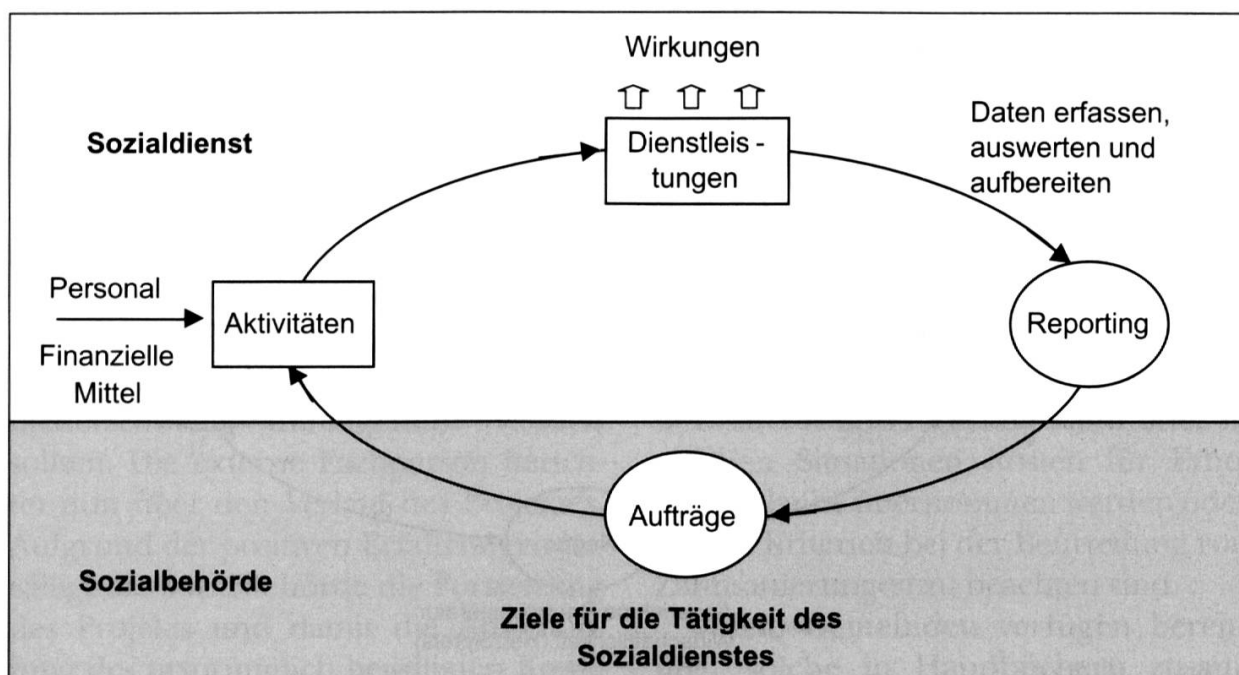 Wirkungen
Sozialdienst
Dienstleis -
tungen
Daten erfassen,
auswerten und
aufbereiten
Personal
Finanzielle
Mittel
Aktivitäten
Reporting
Aufträge
Sozialbehörde
Ziele für die Tätigkeit des
Sozialdienstes